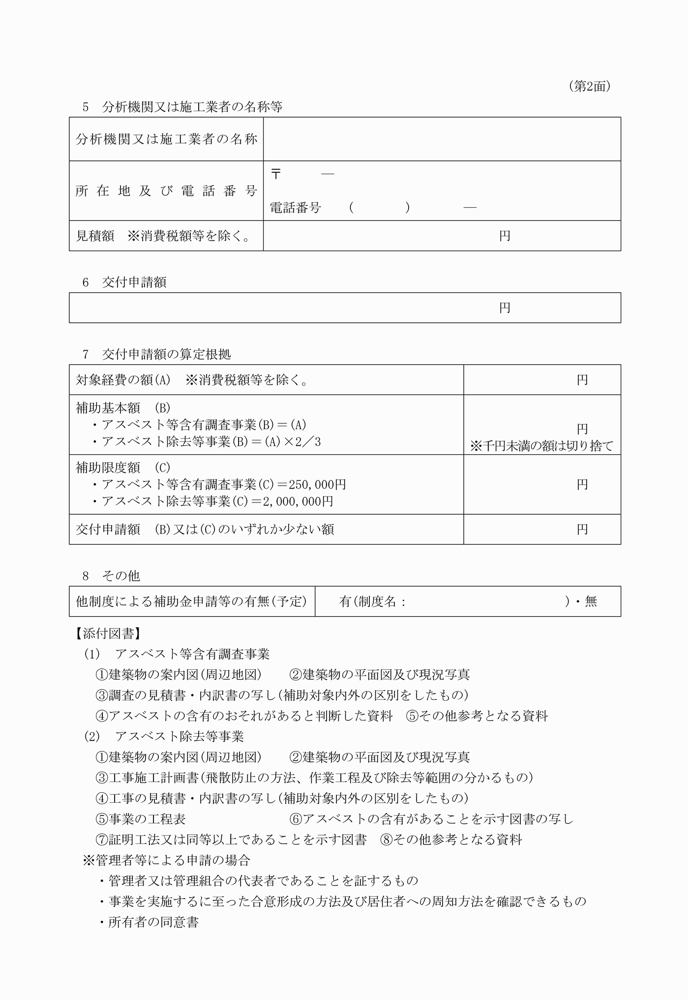 （第2面）
5　分析機関又は施工業者の名称等
分析機関又は施工業者の名称
所在地及び電話番号
〒　　　―
電話番号　　（　　　　）　　　　―
見積額　※消費税額等を除く。
円
6　交付申請額
円
7　交付申請額の算定根拠
対象経費の額(A)　※消費税額等を除く。
円
補助基本額　(B)
・アスベスト等含有調査事業(B)＝(A)
・アスベスト除去等事業(B)＝(A)×2／3
円
※千円未満の額は切り捨て
補助限度額　(C)
・アスベスト等含有調査事業(C)＝250,000円
・アスベスト除去等事業(C)＝2,000,000円
円
交付申請額　(B)又は(C)のいずれか少ない額
円
8　その他
他制度による補助金申請等の有無(予定)
有(制度名：　　　　　　　　　　　　)・無
【添付図書】
(1)　アスベスト等含有調査事業
①建築物の案内図(周辺地図)　　②建築物の平面図及び現況写真
③調査の見積書・内訳書の写し(補助対象内外の区別をしたもの)
④アスベストの含有のおそれがあると判断した資料　⑤その他参考となる資料
(2)　アスベスト除去等事業
①建築物の案内図(周辺地図)　　②建築物の平面図及び現況写真
③工事施工計画書(飛散防止の方法、作業工程及び除去等範囲の分かるもの)
④工事の見積書・内訳書の写し(補助対象内外の区別をしたもの)
⑤事業の工程表　　　　　　　　⑥アスベストの含有があることを示す図書の写し
⑦証明工法又は同等以上であることを示す図書　⑧その他参考となる資料
※管理者等による申請の場合
・管理者又は管理組合の代表者であることを証するもの
・事業を実施するに至った合意形成の方法及び居住者への周知方法を確認できるもの
・所有者の同意書